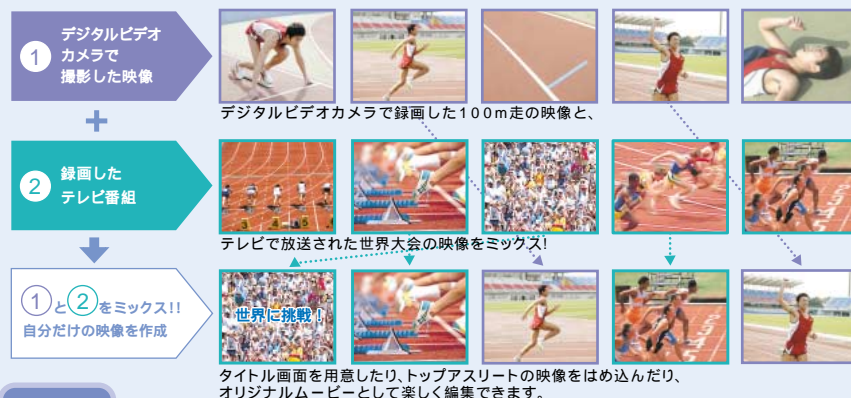 1
デジタルビデオ
カメラで
撮影した映像
デジタルビデオカメラで録画した100m走の映像と、
+
2
録画した
テレビ番組
3 4 5
テレビで放送された世界大会の映像をミックス!
①と②をミックス!!
自分だけの映像を作成
世界に挑戦!
タイトル画面を用意したり、トップアスリートの映像をはめ込んだり、
オリジナルムービーとして楽しく編集できます。